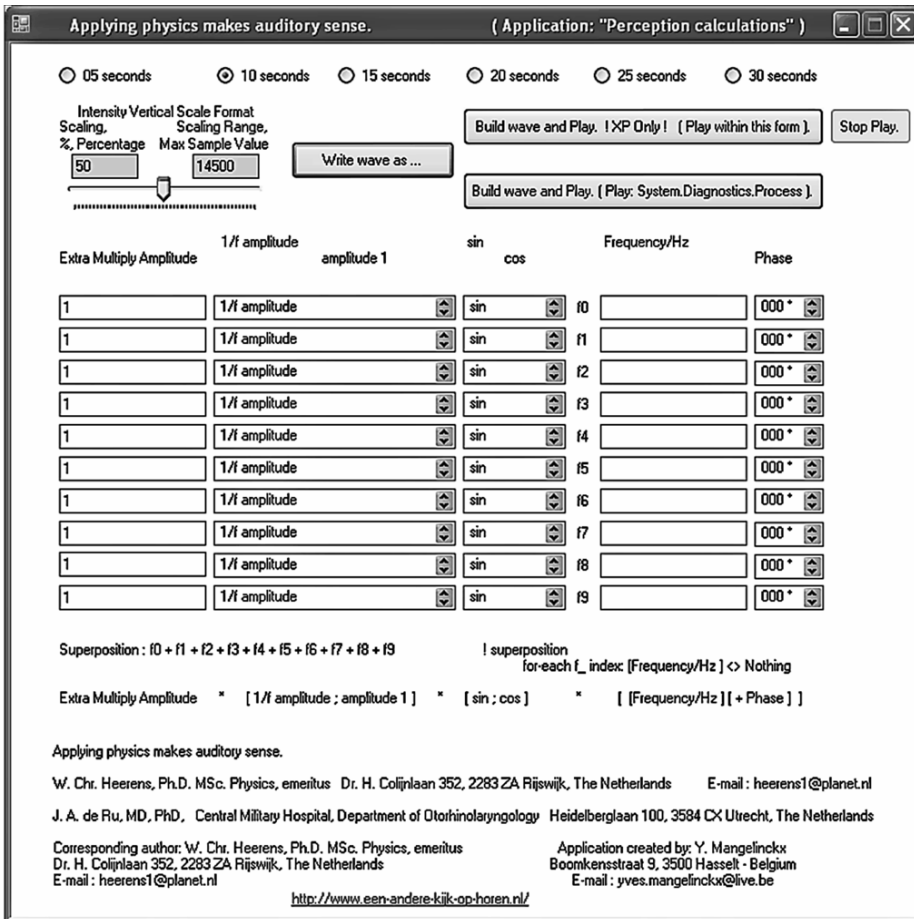 Applying physics makes auditory sense. ( Application: "Perception calculations" )
05 seconds 10 seconds 15 seconds 20 seconds 25 seconds 30 seconds
Intensity Vertical Scale Format
Scaling, Scaling Range,
%, Percentage Max Sample Value
50 14500
Write wave as ...
Build wave and Play. ! XP Only ! ( Play within this form ). Stop Play.
Build wave and Play. ( Play: System.Diagnostics.Process ).
1/f amplitude sin Frequency/Hz
Extra Multiply Amplitude amplitude 1 cos Phase
1 1/f amplitude sin f0 000 °
1 1/f amplitude sin f1 000 °
1 1/f amplitude sin f2 000 °
1 1/f amplitude sin f3 000 °
1 1/f amplitude sin f4 000 °
1 1/f amplitude sin f5 000 °
1 1/f amplitude sin f6 000 °
1 1/f amplitude sin f7 000 °
1 1/f amplitude sin f8 000 °
1 1/f amplitude sin f9 000 °
Superposition : f0 + f1 + f2 + f3 + f4 + f5 + f6 + f7 + f8 + f9 ! superposition
for-each f_ index: [Frequency/Hz ] <> Nothing
Extra Multiply Amplitude * [ 1/f amplitude ; amplitude 1 ] * [ sin ; cos ] * [ [Frequency/Hz ] [ + Phase ] ]
Applying physics makes auditory sense.
W. Chr. Heerens, Ph.D. MSc. Physics, emeritus Dr. H. Colijnlaan 352, 2283 ZA Rijswijk, The Netherlands E-mail : heerens1@planet.nl
J. A. de Ru, MD, PhD, Central Military Hospital, Department of Otorhinolaryngology Heidelberglaan 100, 3584 CX Utrecht, The Netherlands
Corresponding author: W. Chr. Heerens, Ph.D. MSc. Physics, emeritus Application created by: Y. Mangelinckx
Dr. H. Colijnlaan 352, 2283 ZA Rijswijk, The Netherlands Boomkensstraat 9, 3500 Hasselt - Belgium
E-mail : heerens1@planet.nl E-mail : yves.mangelinckx@live.be
http://www.een-andere-kijk-op-horen.nl/